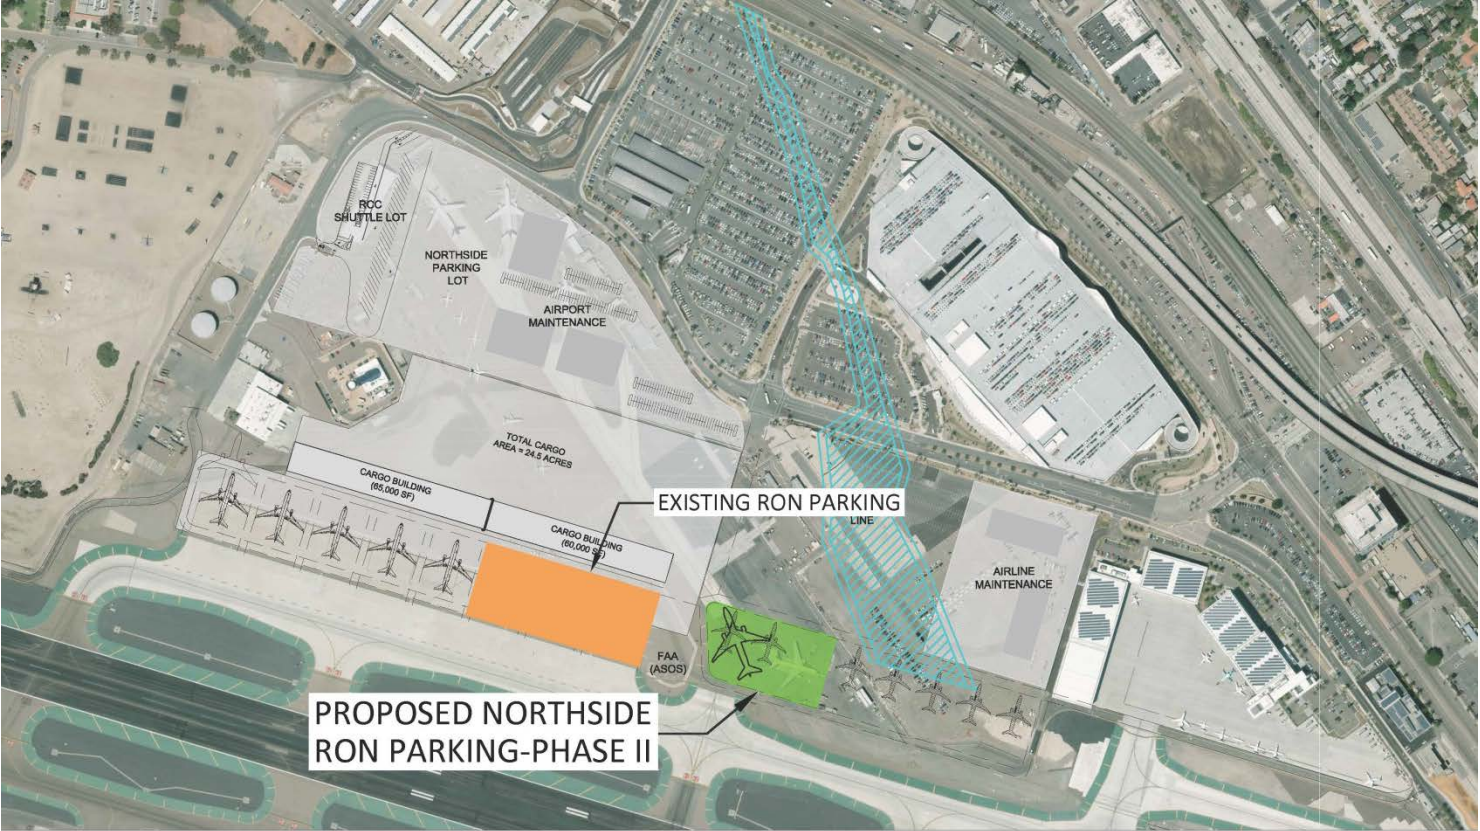 RCC
SHUTTLE LOT
NORTHSIDE
PARKING
LOT
AIRPORT
MAINTENANCE
TOTAL CARGO
AREA = 24.5 ACRES
CARGO BUILDING
(65,000 SF)
EXISTING RON PARKING
LINE
CARGO BUILDING
(60,000 SF)
AIRLINE
MAINTENANCE
FAA
(ASOS)
PROPOSED NORTHSIDE
RON PARKING-PHASE II